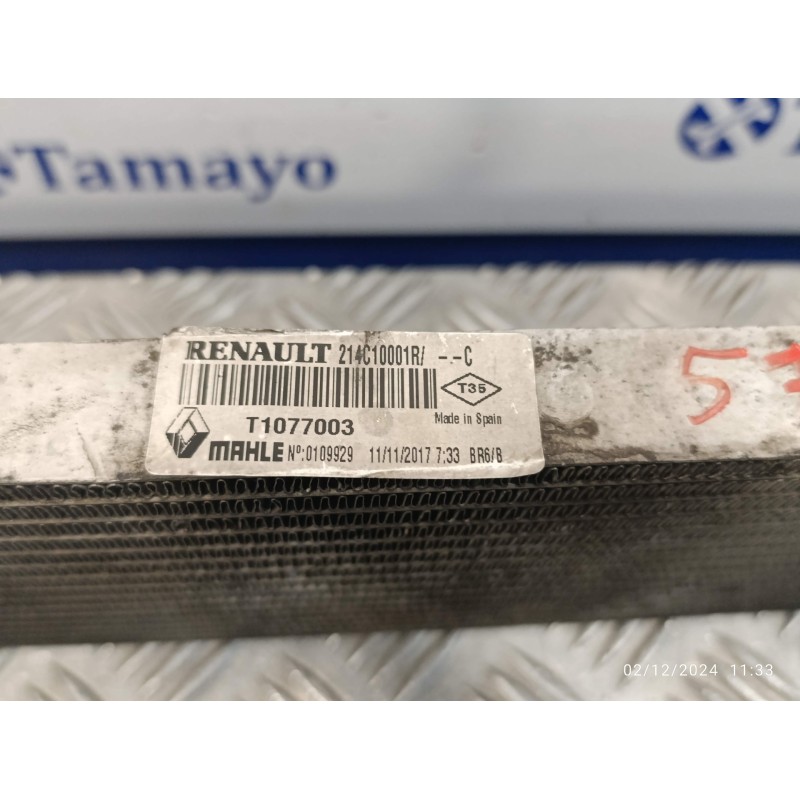 Tamayo
RENAULT 214C10001R/ -.-C
T35
T1077003
Made in Spain
MAHLE Nº:0109929 11/11/2017 7:33 BR6/B
57
02/12/2024 11:33